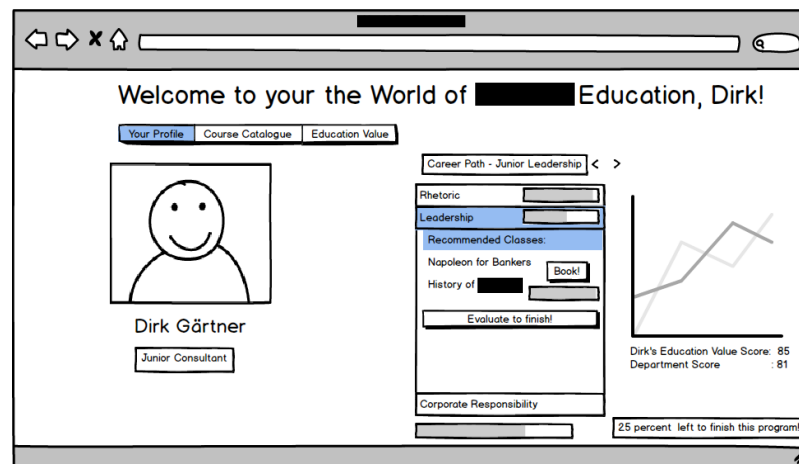 Welcome to your the World of Education, Dirk!
Your Profile Course Catalogue Education Value
Career Path - Junior Leadership < >
Rhetoric
Leadership
Recommended Classes:
Napoleon for Bankers
Book!
History of
Evaluate to finish!
Corporate Responsibility
Dirk Gärtner
Junior Consultant
Dirk's Education Value Score: 85
Department Score : 81
25 percent left to finish this program!